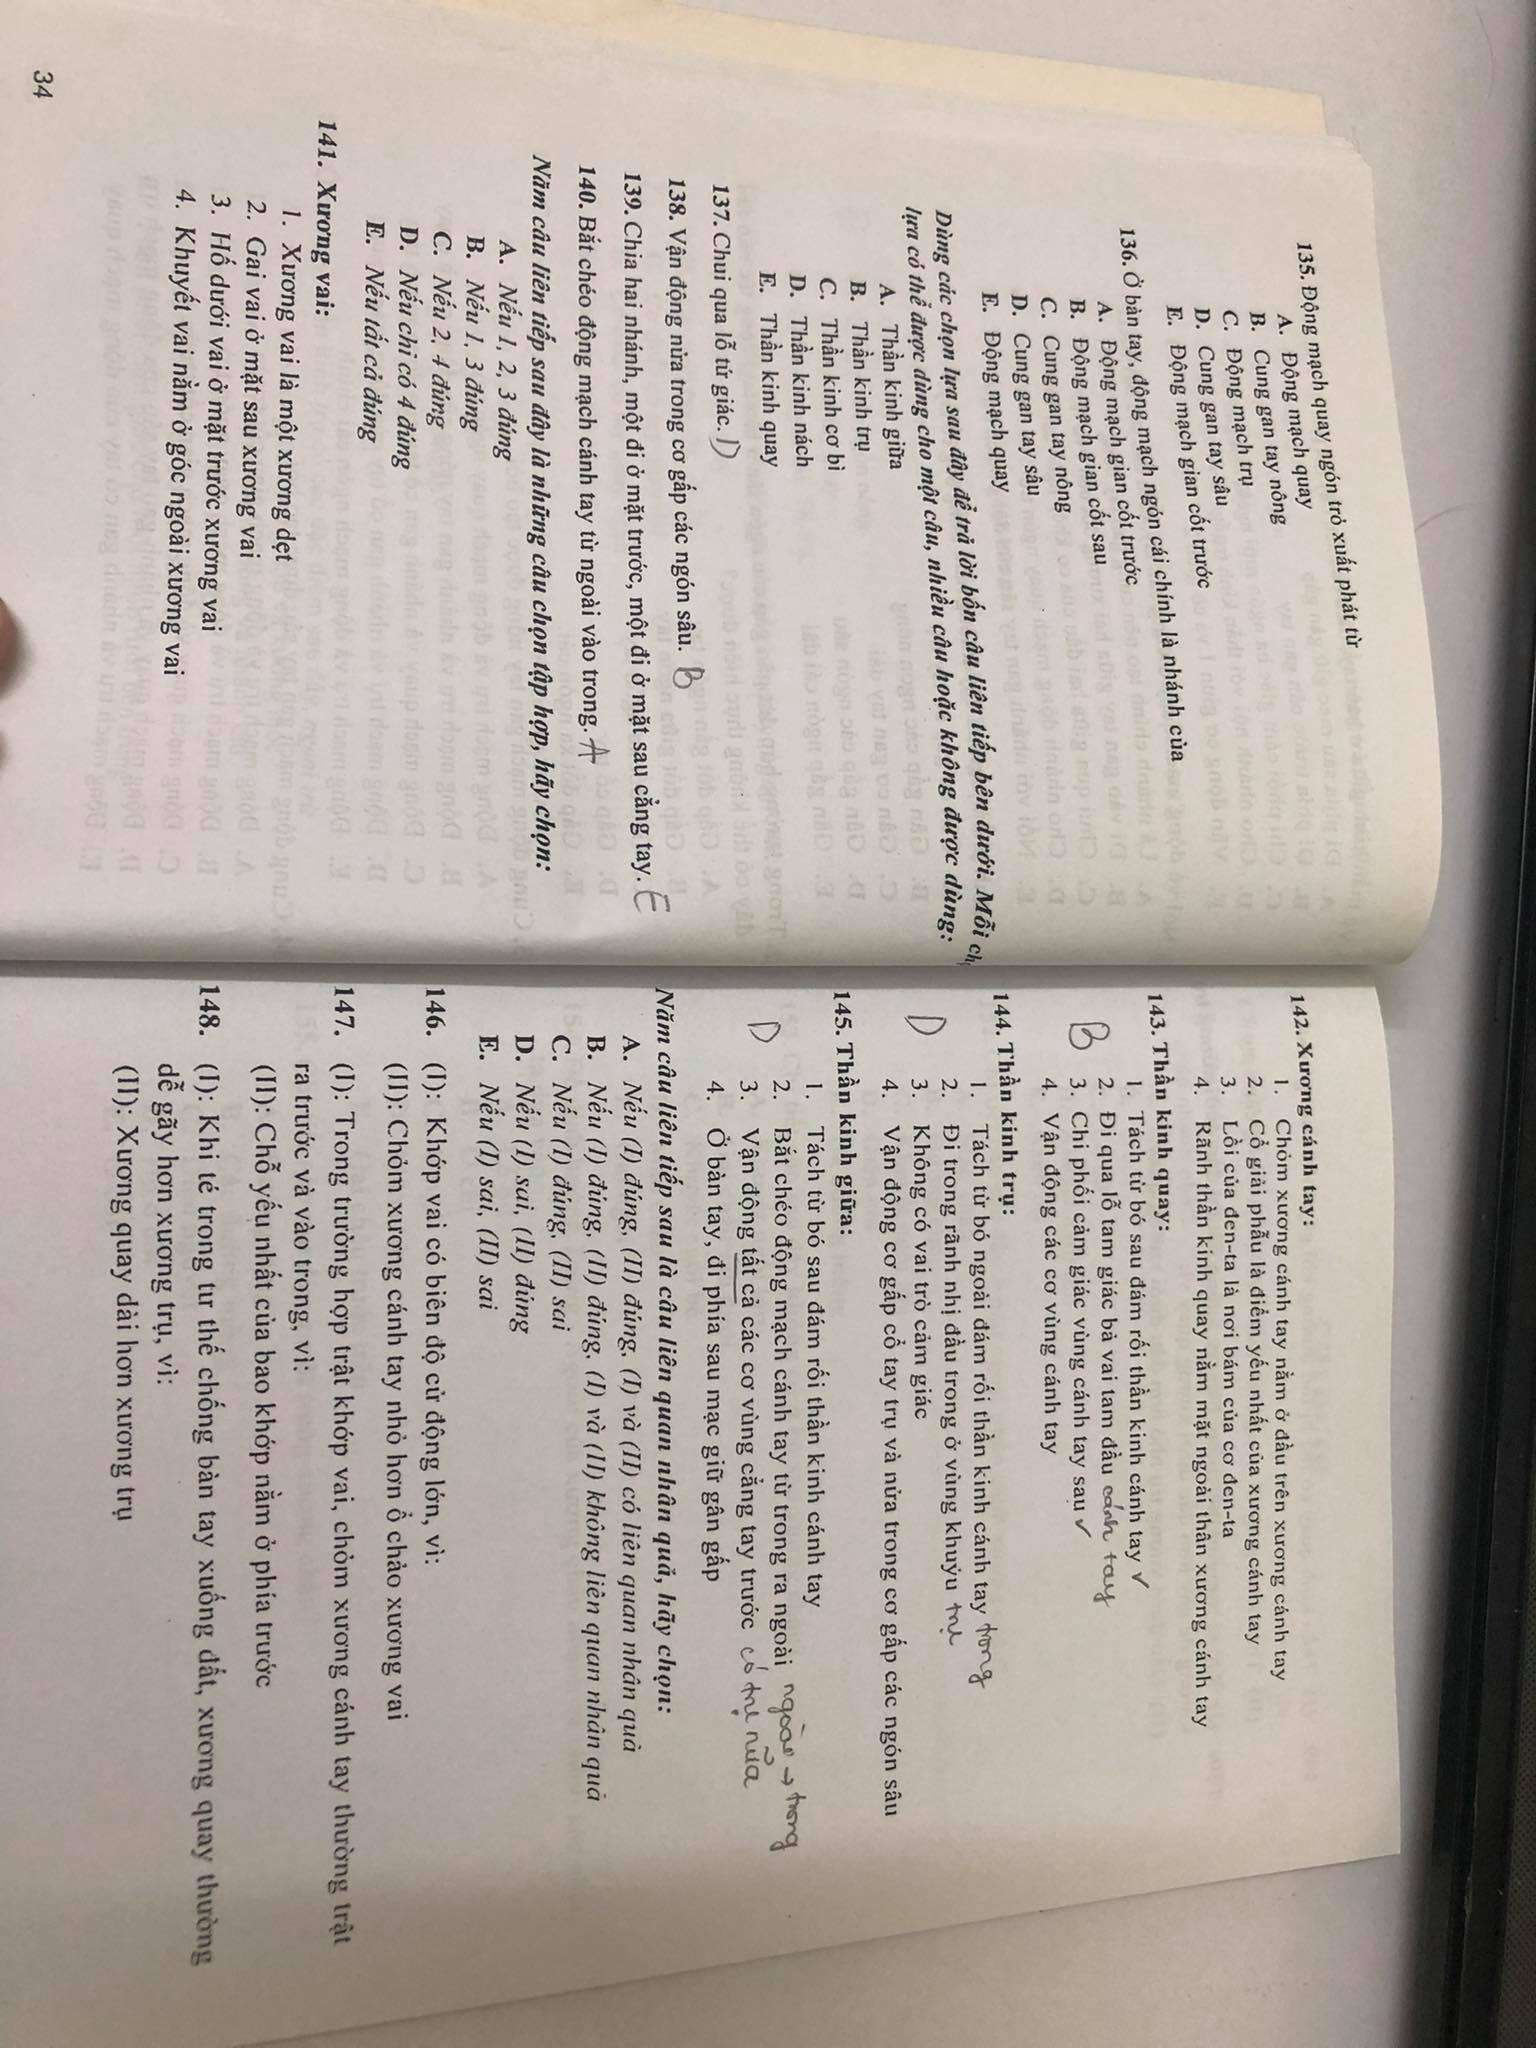 135. Động mạch quay ngón trỏ xuất phát từ
A. Động mạch quay
B. Cung gan tay nông
C. Động mạch trụ
D. Cung gan tay sâu
E. Động mạch gian cốt trước
136. Ở bàn tay, động mạch ngón cái chính là nhánh của
A. Động mạch gian cốt trước
B. Động mạch gian cốt sau
C. Cung gan tay nông
D. Cung gan tay sâu
E. Động mạch quay
Dùng các chọn lựa sau đây để trả lời bốn câu liên tiếp bên dưới. Mỗi
lựa có thể được dùng cho một câu, nhiều câu hoặc không được dùng:
A. Thần kinh giữa
B. Thần kinh trụ
C. Thần kinh cơ bì
D. Thần kinh nách
E. Thần kinh quay
137. Chui qua lỗ tứ giác. D
138. Vận động nửa trong cơ gấp các ngón sâu. B
139. Chia hai nhánh, một đi ở mặt trước, một đi ở mặt sau cẳng tay. E
140. Bắt chéo động mạch cánh tay từ ngoài vào trong. A
Năm câu liên tiếp sau đây là những câu chọn tập hợp, hãy chọn:
A. Nếu 1, 2, 3 đúng
B. Nếu 1, 3 đúng
C. Nếu 2, 4 đúng
D. Nếu chỉ có 4 đúng
E. Nếu tất cả đúng
141. Xương vai:
1. Xương vai là một xương dẹt
2. Gai vai ở mặt sau xương vai
3. Hố dưới vai ở mặt trước xương vai
4. Khuyết vai nằm ở góc ngoài xương vai
34
142. Xương cánh tay:
1. Chỏm xương cánh tay nằm ở đầu trên xương cánh tay
2. Cổ giải phẫu là điểm yếu nhất của xương cánh tay
3. Lồi củ đen-ta là nơi bám của cơ đen-ta
4. Rãnh thần kinh quay nằm mặt ngoài thân xương cánh tay
143. Thần kinh quay:
1. Tách từ bó sau đám rối thần kinh cánh tay ✓
2. Đi qua lỗ tam giác bả vai tam đầu cánh tay
B 3. Chi phối cảm giác vùng cánh tay sau ✓
4. Vận động các cơ vùng cánh tay
144. Thần kinh trụ:
1. Tách từ bó ngoài đám rối thần kinh cánh tay trong
2. Đi trong rãnh nhị đầu trong ở vùng khuỷu trụ
D 3. Không có vai trò cảm giác
4. Vận động cơ gấp cổ tay trụ và nửa trong cơ gấp các ngón sâu
145. Thần kinh giữa:
1. Tách từ bó sau đám rối thần kinh cánh tay
2. Bắt chéo động mạch cánh tay từ trong ra ngoài ngoài → trong
D 3. Vận động tất cả các cơ vùng cẳng tay trước có trụ nữa
4. Ở bàn tay, đi phía sau mạc giữ gân gấp
Năm câu liên tiếp sau là câu liên quan nhân quả, hãy chọn:
A. Nếu (I) đúng, (II) đúng, (I) và (II) có liên quan nhân quả
B. Nếu (I) đúng, (II) đúng, (I) và (II) không liên quan nhân quả
C. Nếu (I) đúng, (II) sai
D. Nếu (I) sai, (II) đúng
E. Nếu (I) sai, (II) sai
146. (I): Khớp vai có biên độ cử động lớn, vì:
(II): Chỏm xương cánh tay nhỏ hơn ổ chảo xương vai
147. (I): Trong trường hợp trật khớp vai, chỏm xương cánh tay thường trật
ra trước và vào trong, vì:
(II): Chỗ yếu nhất của bao khớp nằm ở phía trước
148. (I): Khi té trong tư thế chống bàn tay xuống đất, xương quay thường
dễ gãy hơn xương trụ, vì:
(II): Xương quay dài hơn xương trụ